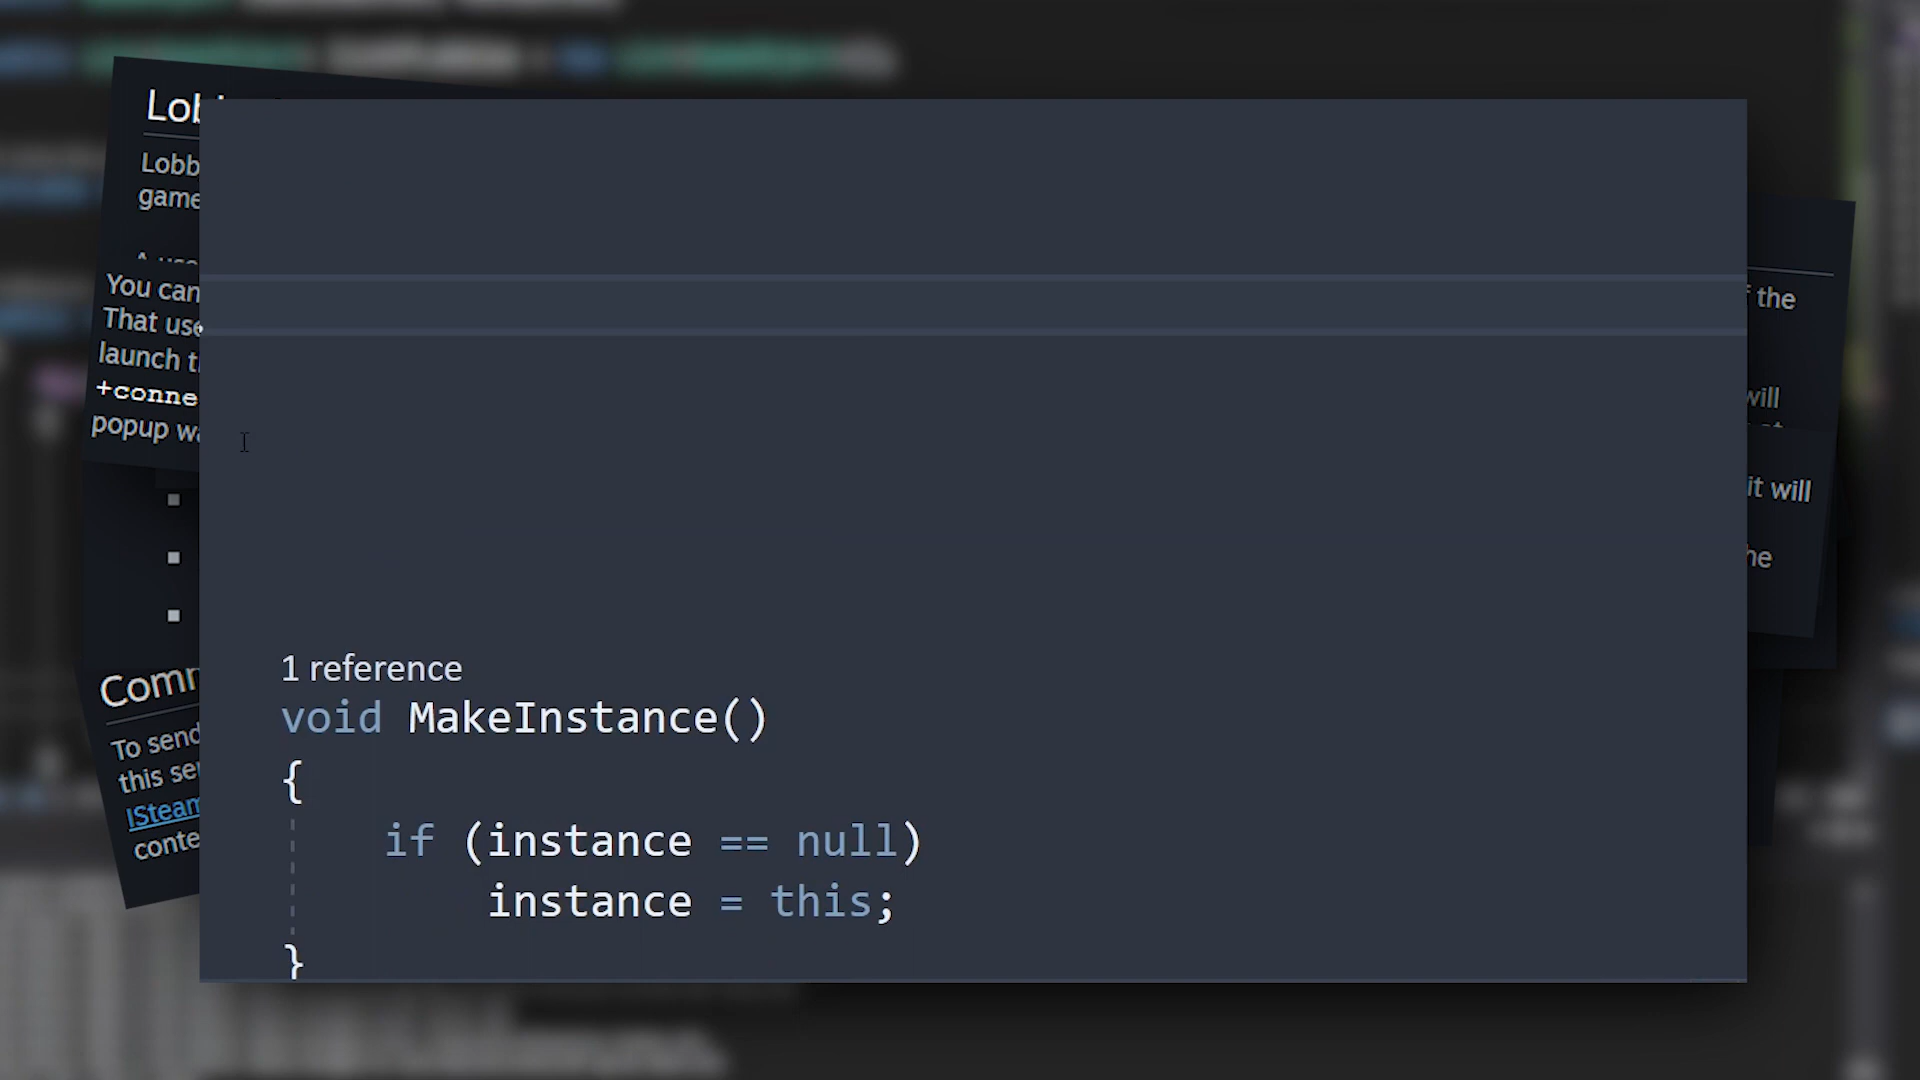 Lob
Lobb
game
You can
That use
launch t
+conne
popup wa
the
will
it will
he
Comm
To send
this se
ISteam
conte
1 reference
void MakeInstance()
{
if (instance == null)
instance = this;
}